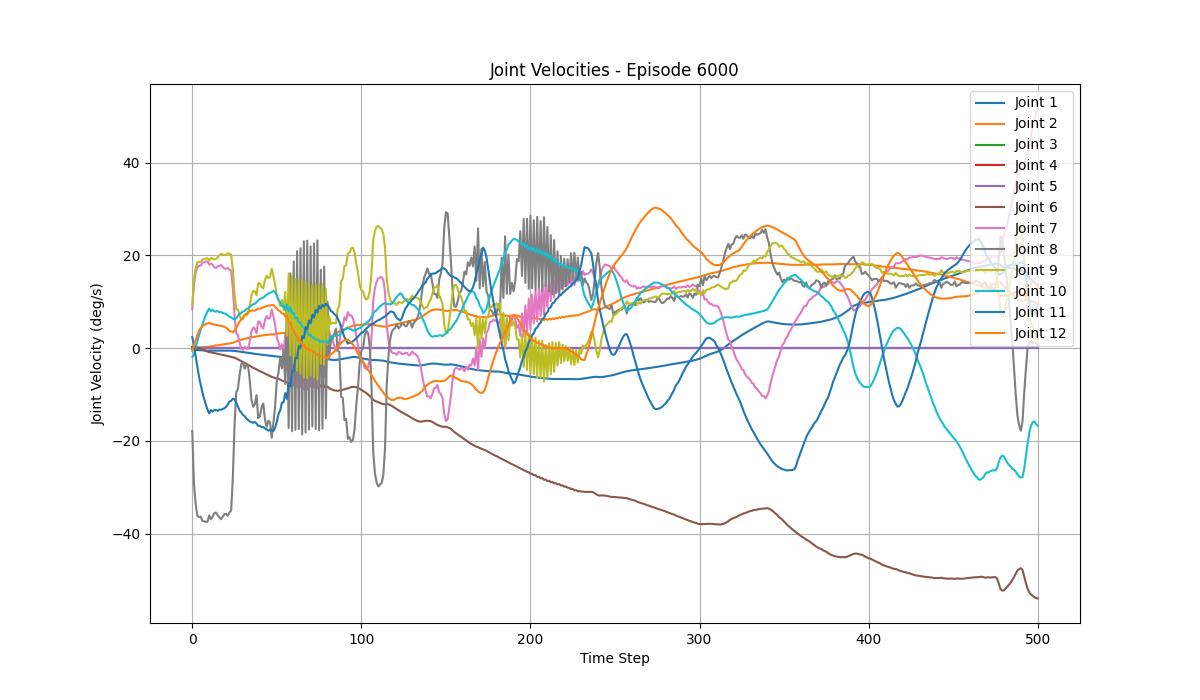 Joint Velocities - Episode 6000
Joint Velocity (deg/s)
40
20
0
−20
−40
0
100
200
300
400
500
Time Step
Joint 1
Joint 2
Joint 3
Joint 4
Joint 5
Joint 6
Joint 7
Joint 8
Joint 9
Joint 10
Joint 11
Joint 12